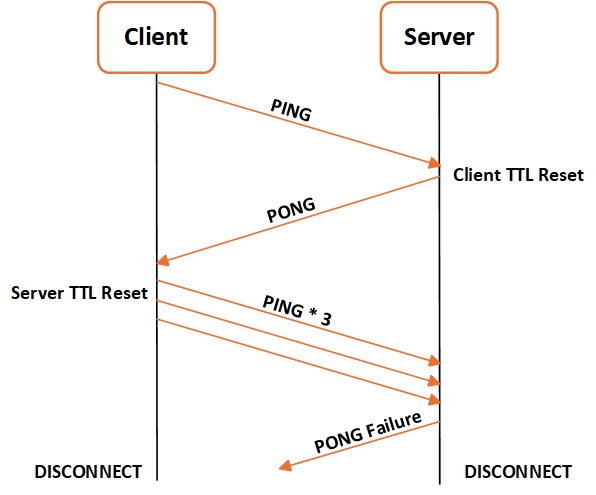 Client
Server
PING
Client TTL Reset
PONG
Server TTL Reset
PING * 3
PONG Failure
DISCONNECT
DISCONNECT